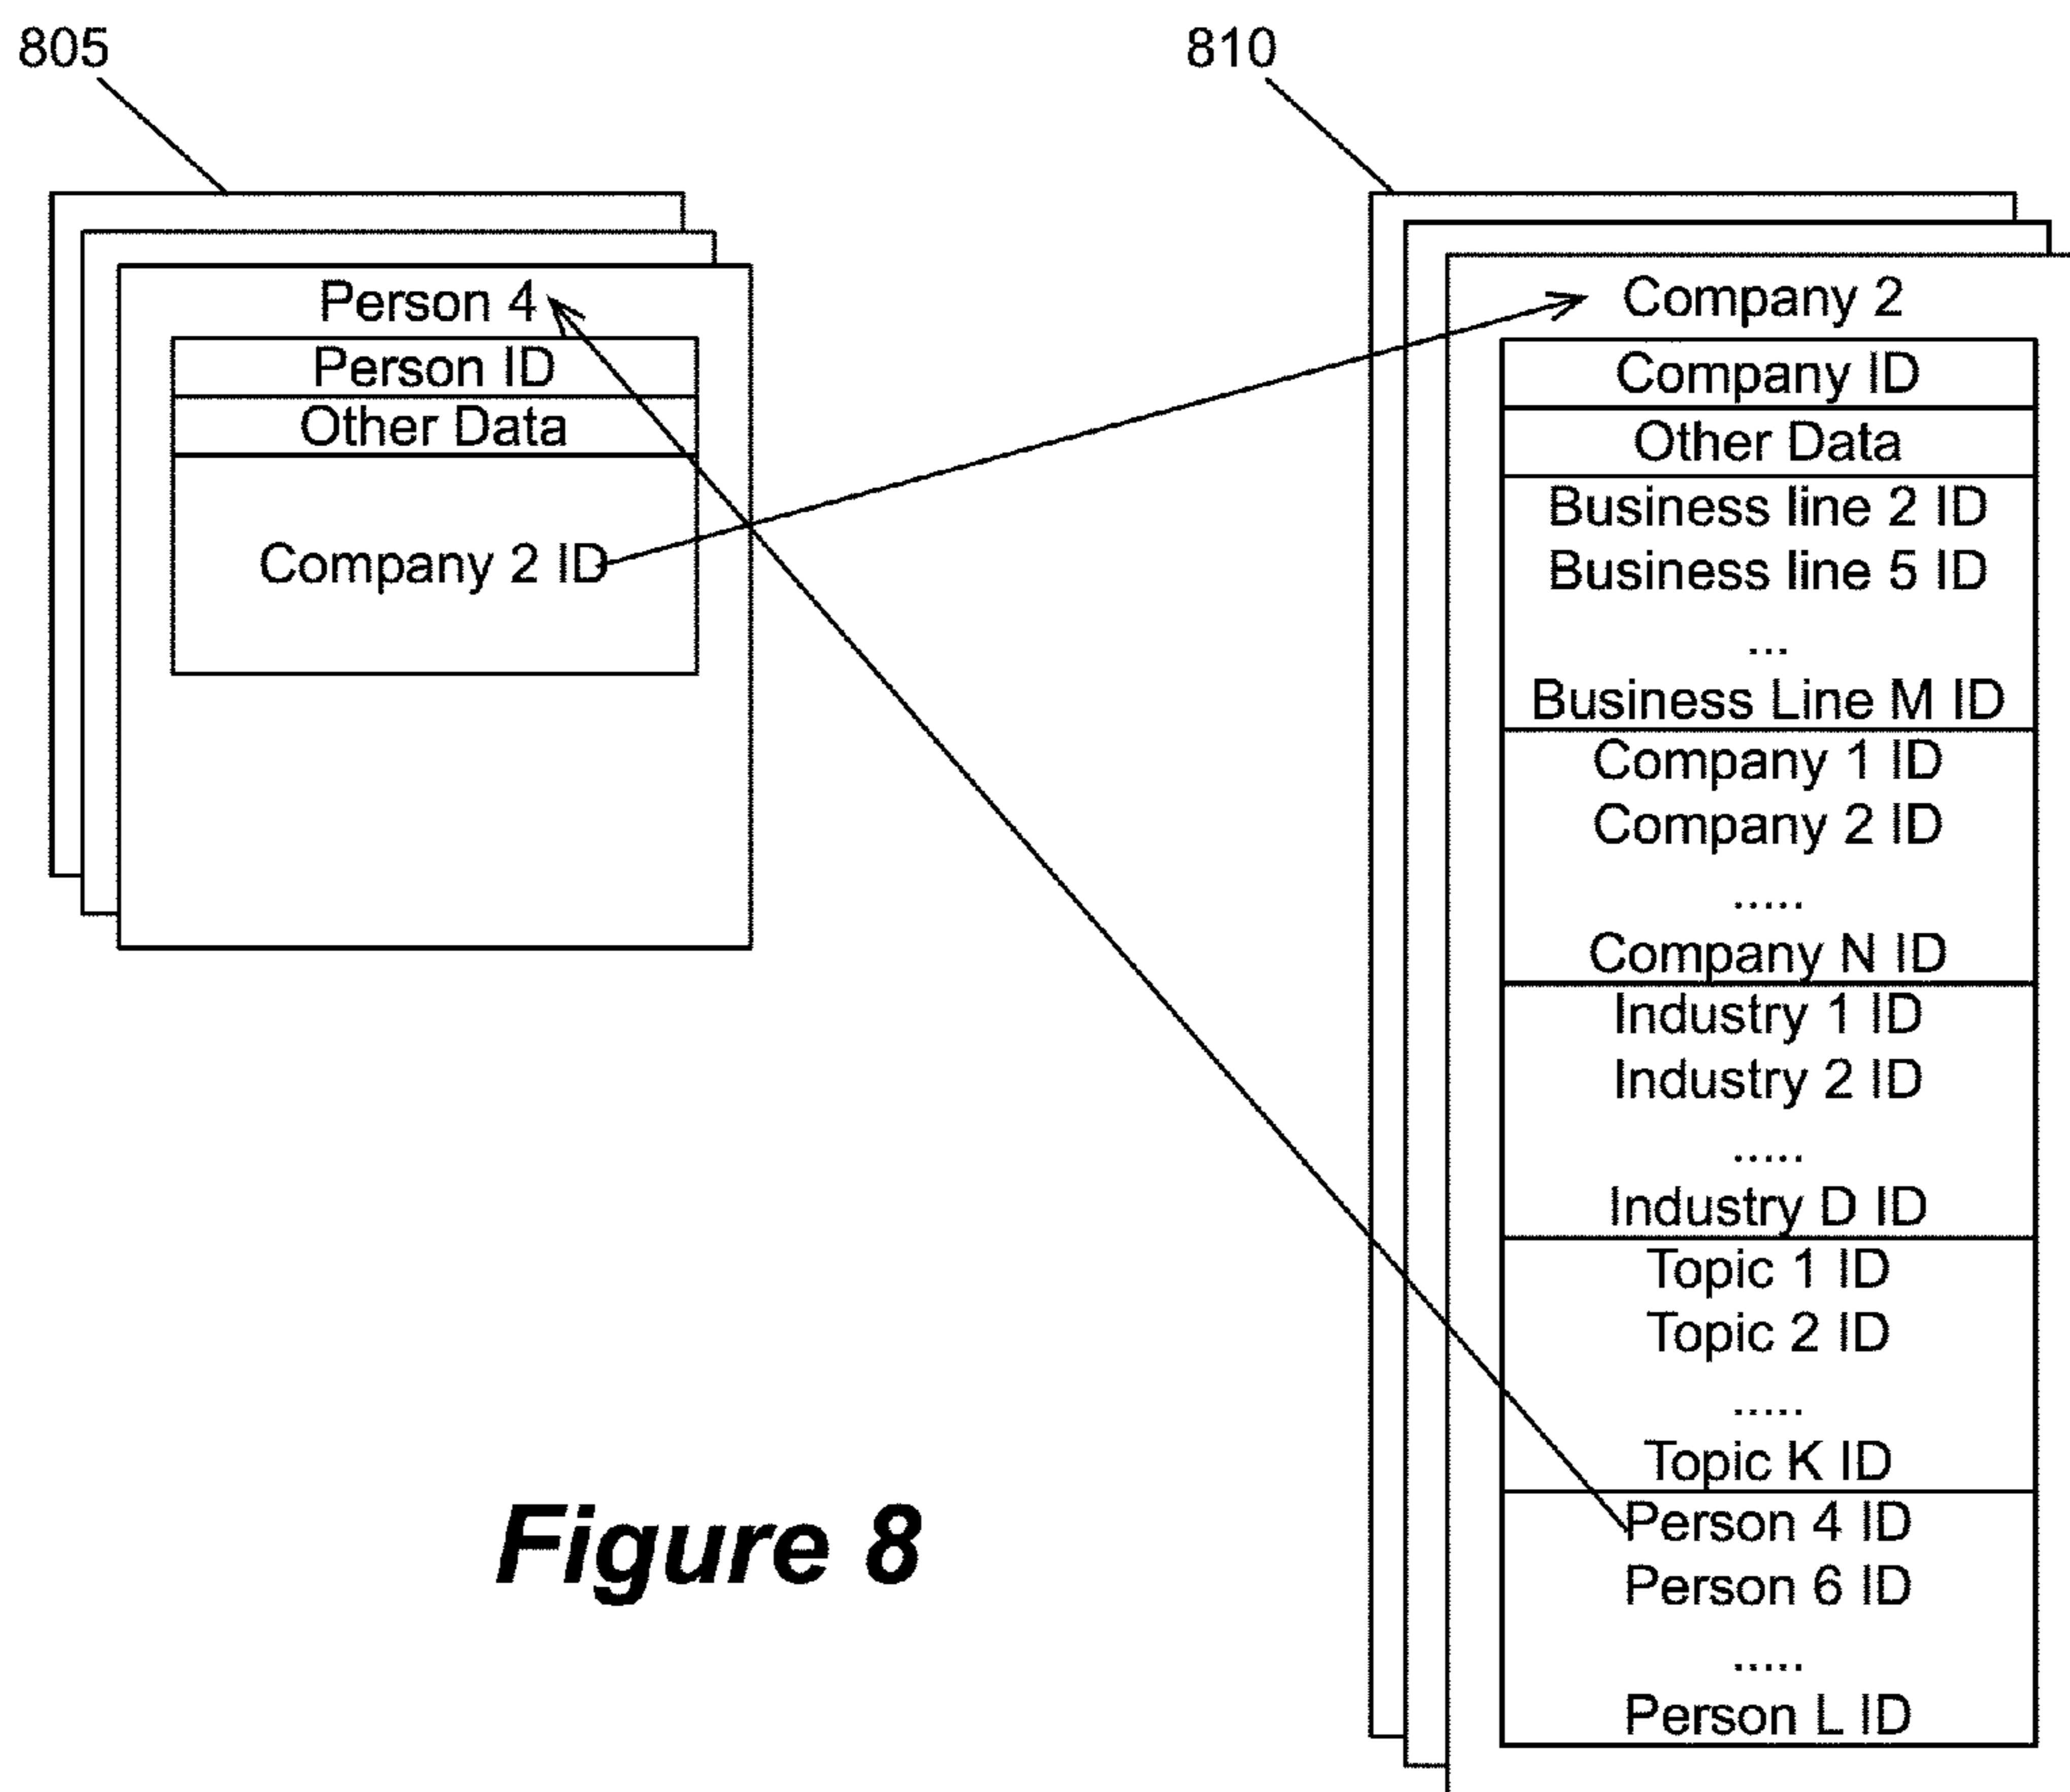 805
810
Person 4
Person ID
Other Data
Company 2 ID
Company 2
Company ID
Other Data
Business line 2 ID
Business line 5 ID
...
Business Line M ID
Company 1 ID
Company 2 ID
.....
Company N ID
Industry 1 ID
Industry 2 ID
.....
Industry D ID
Topic 1 ID
Topic 2 ID
.....
Topic K ID
Person 4 ID
Person 6 ID
.....
Person L ID
Figure 8